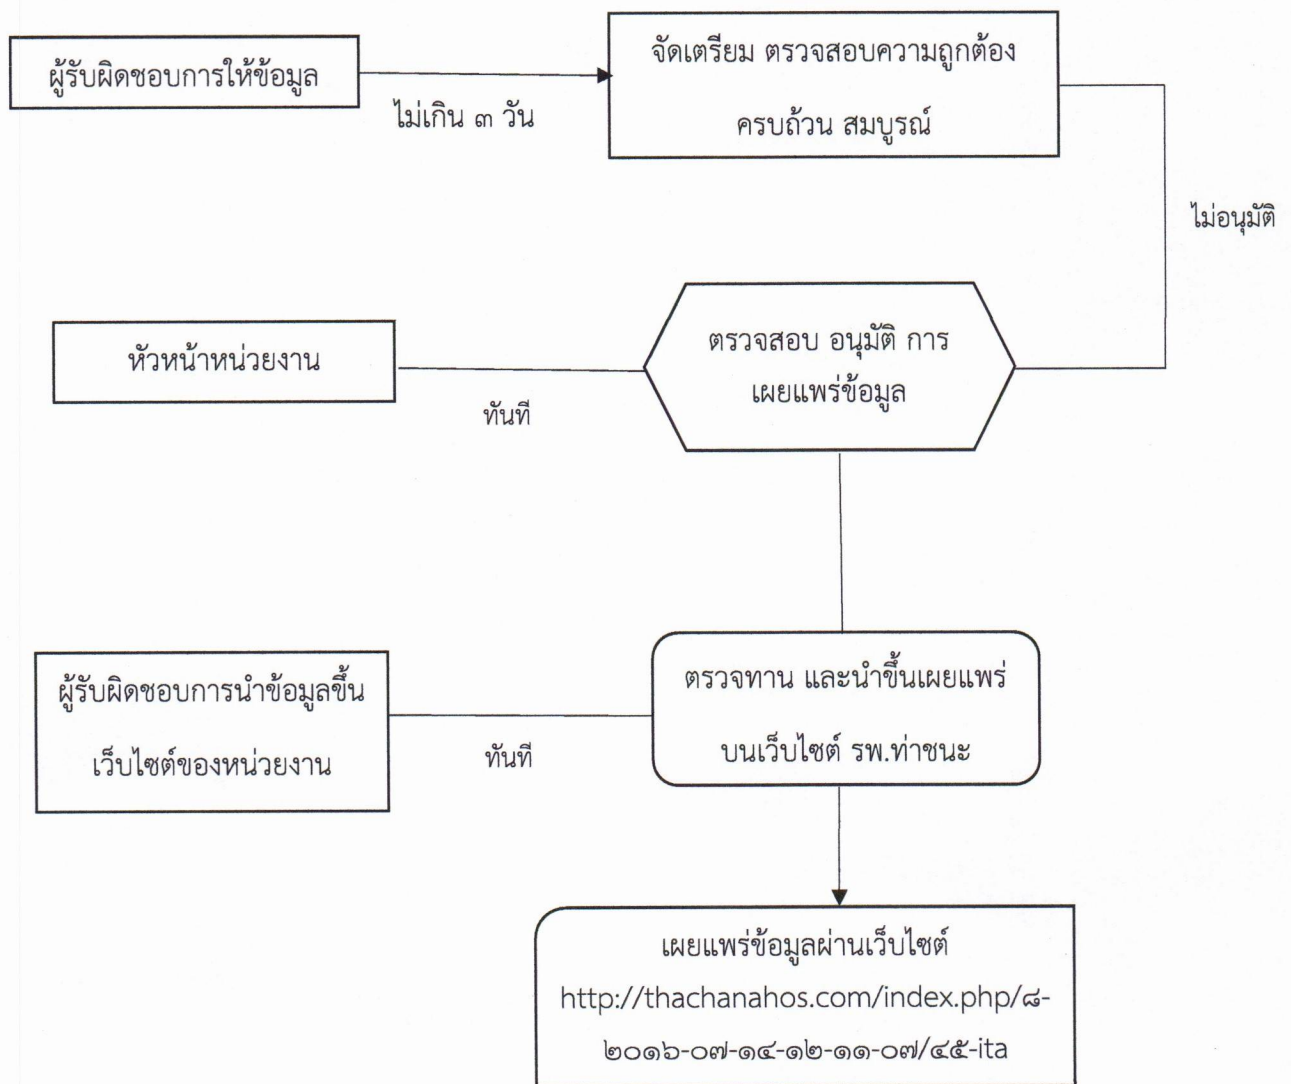 ผู้รับผิดชอบการให้ข้อมูล
ไม่เกิน ๓ วัน
จัดเตรียม ตรวจสอบความถูกต้อง
ครบถ้วน สมบูรณ์
ไม่อนุมัติ
หัวหน้าหน่วยงาน
ทันที
ตรวจสอบ อนุมัติ การ
เผยแพร่ข้อมูล
ผู้รับผิดชอบการนำข้อมูลขึ้น
เว็บไซต์ของหน่วยงาน
ทันที
ตรวจทาน และนำขึ้นเผยแพร่
บนเว็บไซต์ รพ.ท่าชนะ
เผยแพร่ข้อมูลผ่านเว็บไซต์
http://thachanahos.com/index.php/๘-
๒๐๑๖-๐๗-๑๔-๑๒-๑๑-๐๗/๔๕-ita